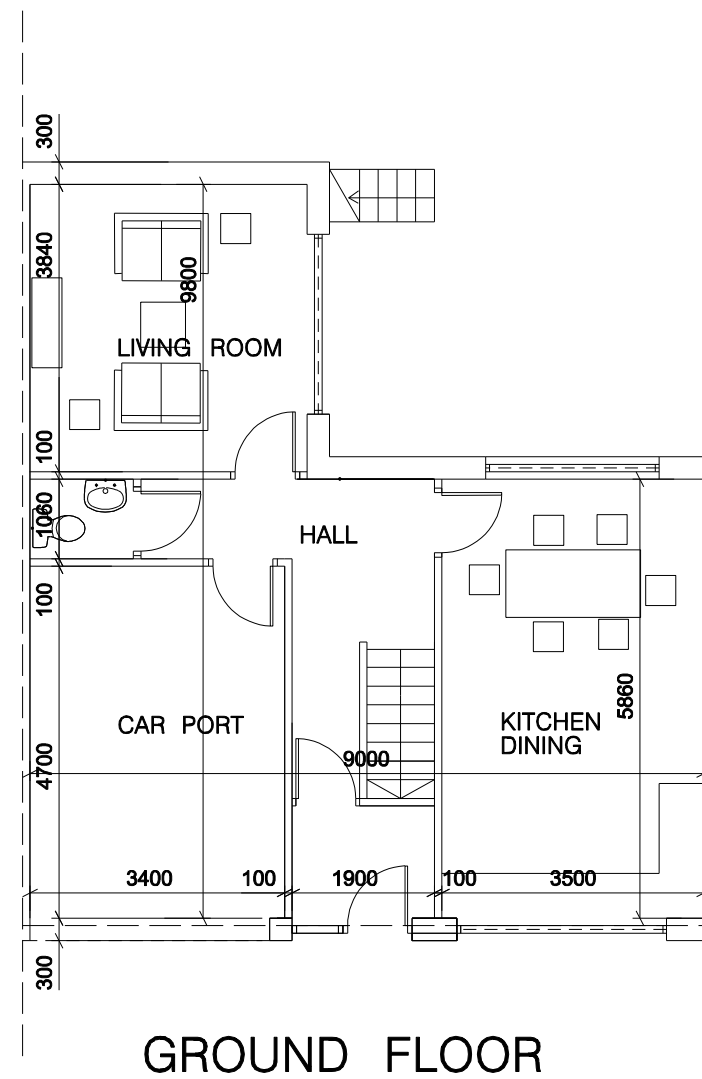 300
3840
9800
LIVING ROOM
100
1060
HALL
100
CAR PORT
KITCHEN
DINING
5860
4700
9000
3400
100
1900
100
3500
300
GROUND FLOOR